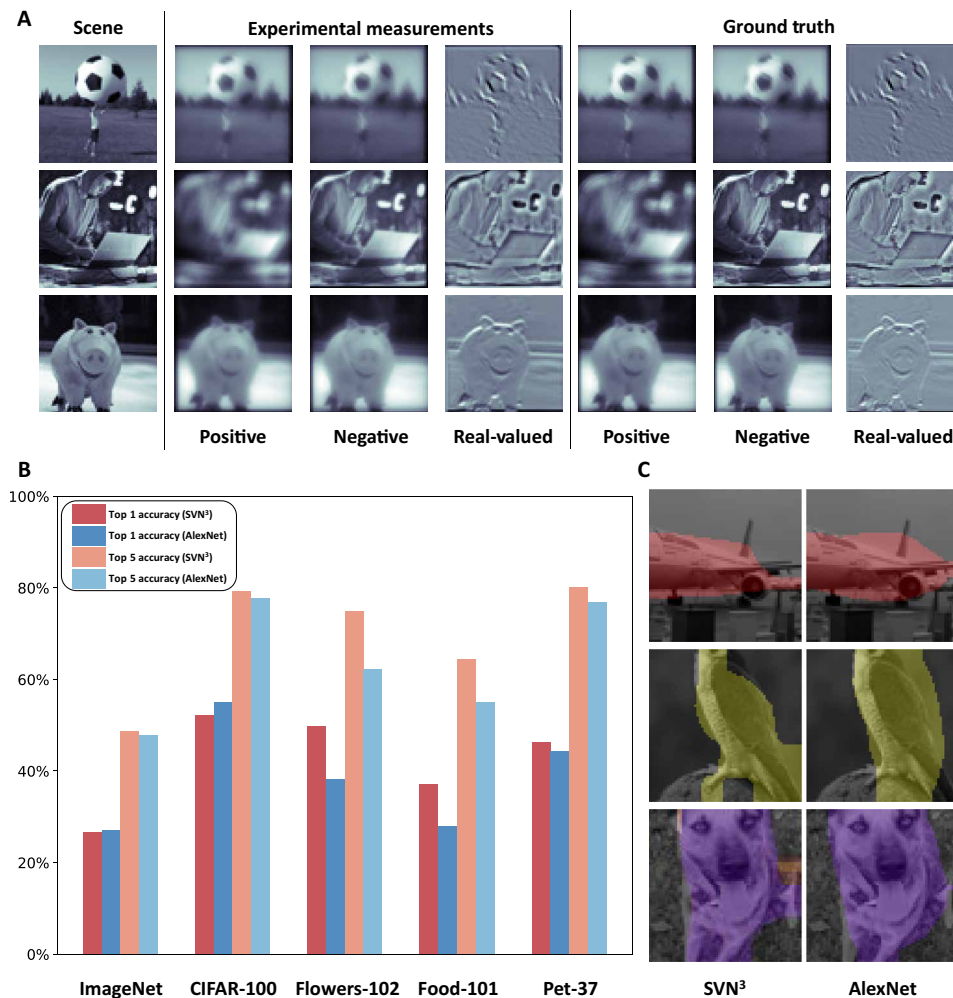 A
Scene
Experimental measurements
Ground truth
Positive
Negative
Real-valued
Positive
Negative
Real-valued
B
100%
80%
60%
40%
20%
0%
Top 1 accuracy (SVN³)
Top 1 accuracy (AlexNet)
Top 5 accuracy (SVN³)
Top 5 accuracy (AlexNet)
ImageNet
CIFAR-100
Flowers-102
Food-101
Pet-37
C
SVN³
AlexNet